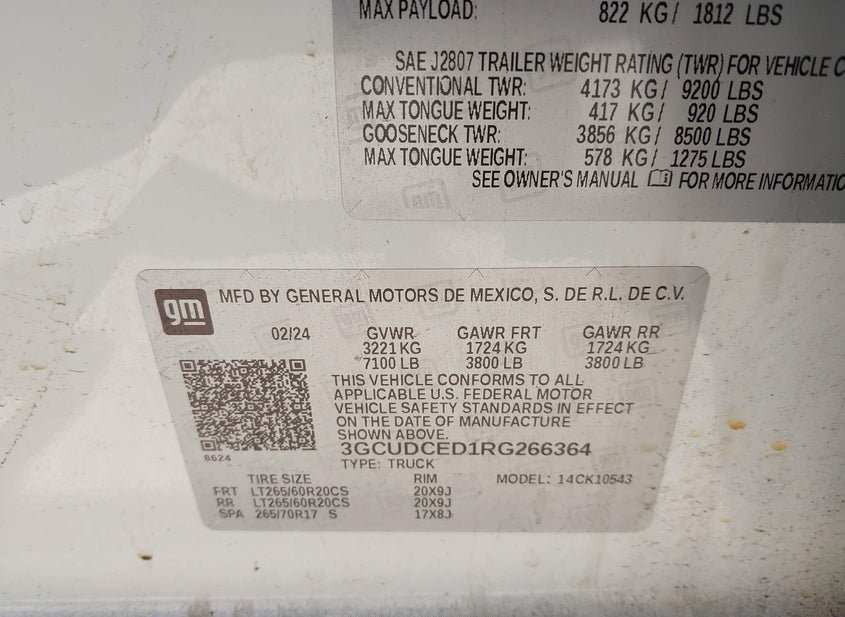 MAX PAYLOAD: 822 KG/ 1812 LBS
SAE J2807 TRAILER WEIGHT RATING (TWR) FOR VEHICLE
CONVENTIONAL TWR: 4173 KG/ 9200 LBS
MAX TONGUE WEIGHT: 417 KG/ 920 LBS
GOOSENECK TWR: 3856 KG/ 8500 LBS
MAX TONGUE WEIGHT: 578 KG/ 1275 LBS
SEE OWNER'S MANUAL FOR MORE INFORMATIO
gm MFD BY GENERAL MOTORS DE MEXICO, S. DE R.L. DE C.V.
02/24 GVWR GAWR FRT GAWR RR
3221 KG 1724 KG 1724 KG
7100 LB 3800 LB 3800 LB
THIS VEHICLE CONFORMS TO ALL
APPLICABLE U.S. FEDERAL MOTOR
VEHICLE SAFETY STANDARDS IN EFFECT
ON THE DATE OF MANUFACTURE
SHOWN ABOVE.
3GCUDCED1RG266364
8624 TYPE: TRUCK
TIRE SIZE RIM MODEL: 14CK10543
FRT LT265/60R20CS 20X9J
RR LT265/60R20CS 20X9J
SPA 265/70R17 S 17X8J